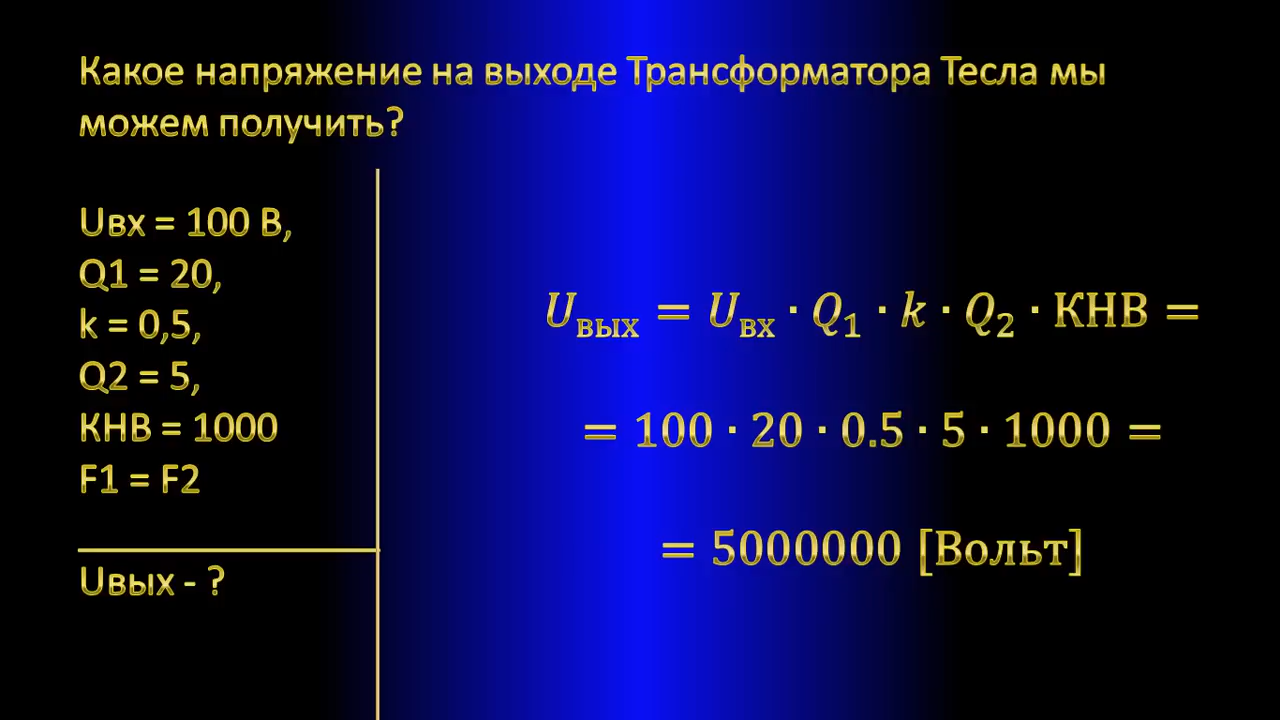 Какое напряжение на выходе Трансформатора Тесла мы
можем получить?
Uвх = 100 В,
Q1 = 20,
k = 0,5,
Q2 = 5,
КНВ = 1000
F1 = F2
Uвых - ?
Uвых = Uвх · Q1 · k · Q2 · КНВ =
= 100 · 20 · 0.5 · 5 · 1000 =
= 5000000 [Вольт]